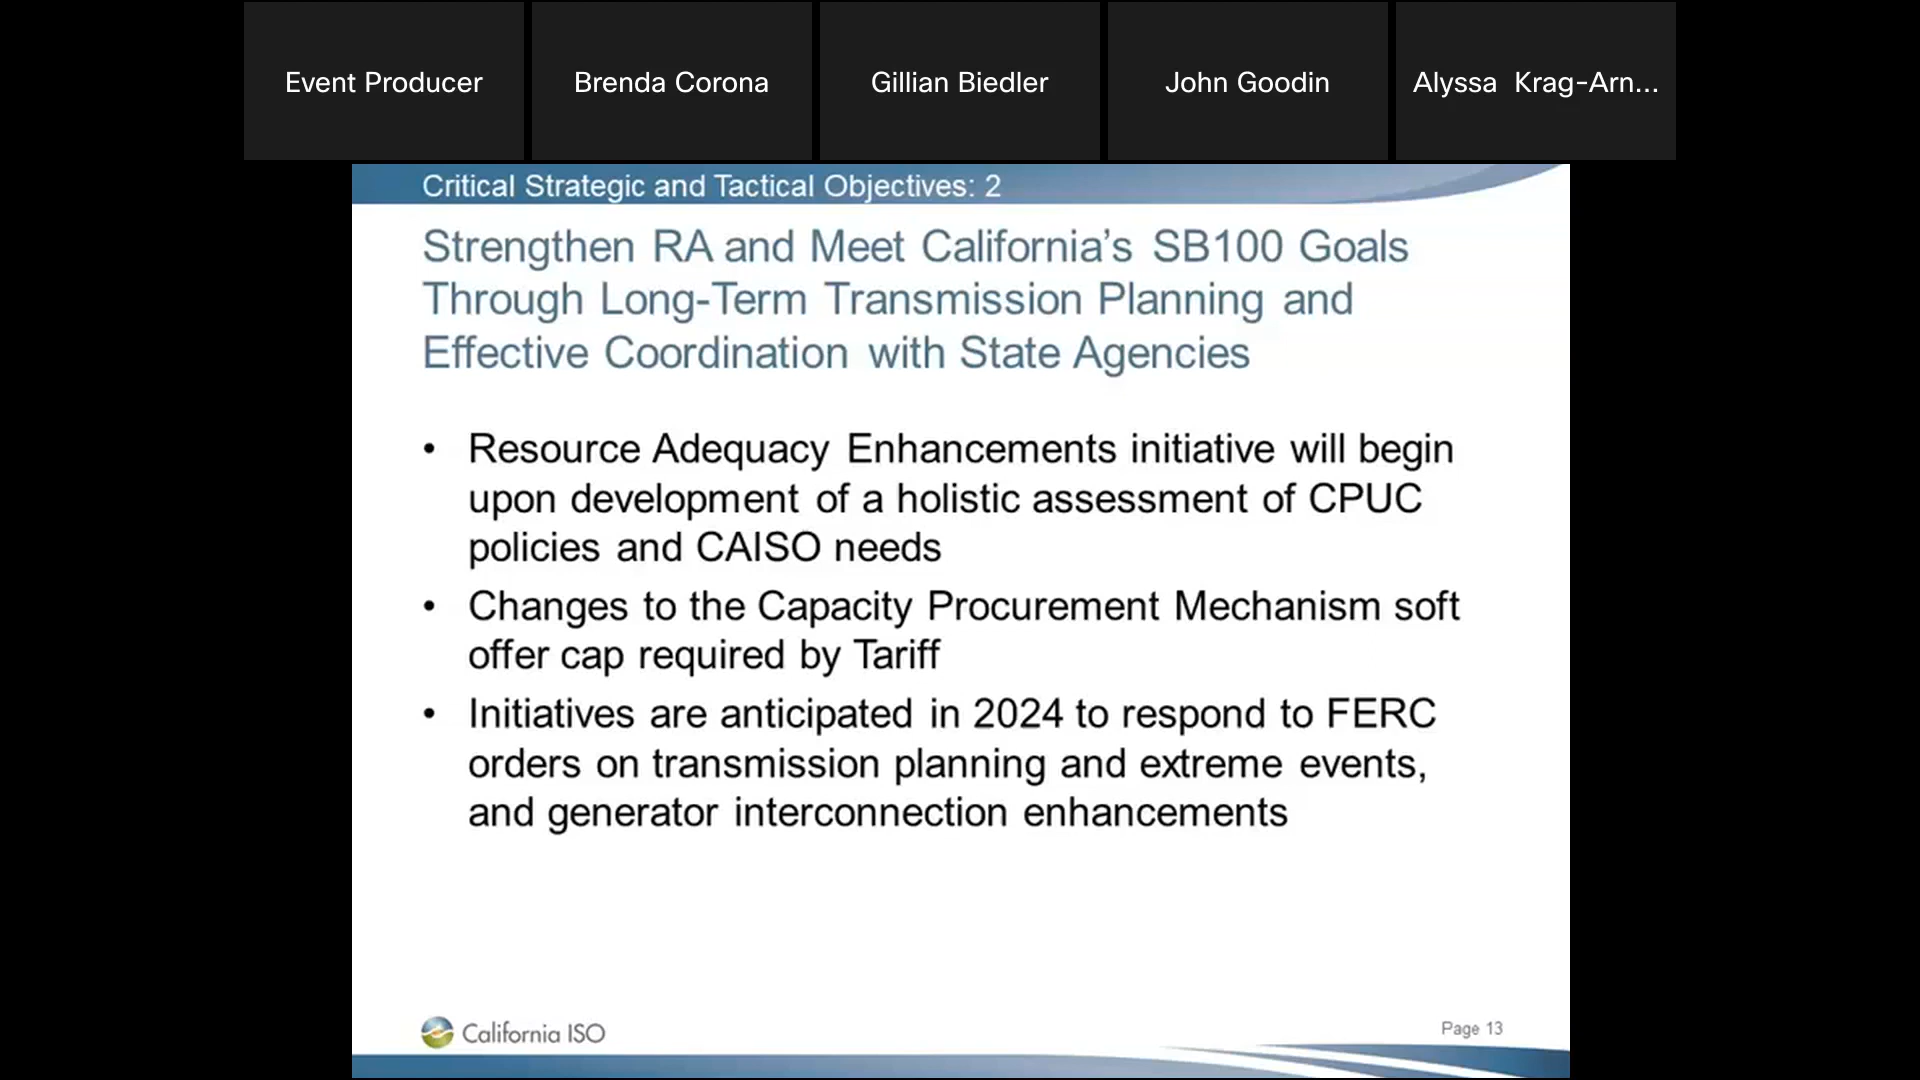 Event Producer
Brenda Corona
Gillian Biedler
John Goodin
Alyssa Krag-Arn...
Critical Strategic and Tactical Objectives: 2
Strengthen RA and Meet California’s SB100 Goals
Through Long-Term Transmission Planning and
Effective Coordination with State Agencies
• Resource Adequacy Enhancements initiative will begin
upon development of a holistic assessment of CPUC
policies and CAISO needs
• Changes to the Capacity Procurement Mechanism soft
offer cap required by Tariff
• Initiatives are anticipated in 2024 to respond to FERC
orders on transmission planning and extreme events,
and generator interconnection enhancements
California ISO
Page 13